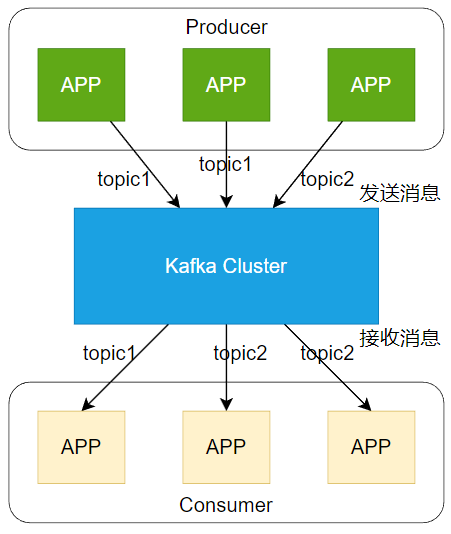 Producer
APP
APP
APP
topic1
topic1
topic2
发送消息
Kafka Cluster
接收消息
topic1
topic2
topic2
APP
APP
APP
Consumer